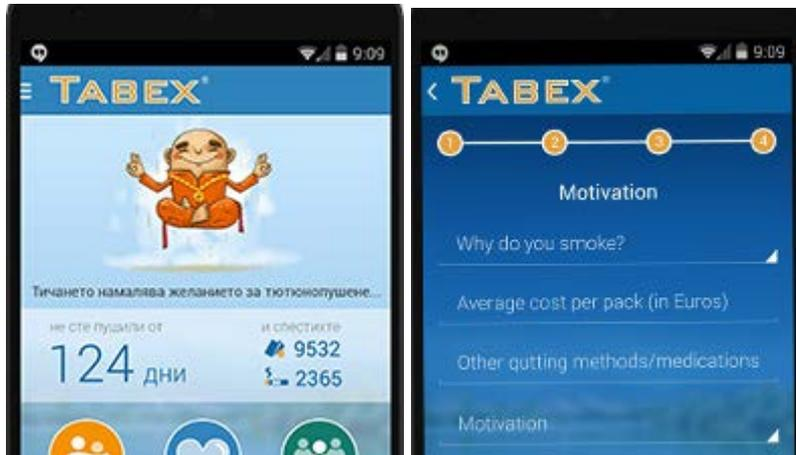 9:09
TABEX®
Тичането намалява желанието за тютюнопушене...
не сте пушили от
124 дни
и спестихте
9532
2365
9:09
TABEX®
1 2 3 4
Motivation
Why do you smoke?
Average cost per pack (in Euros)
Other qutting methods/medications
Motivation